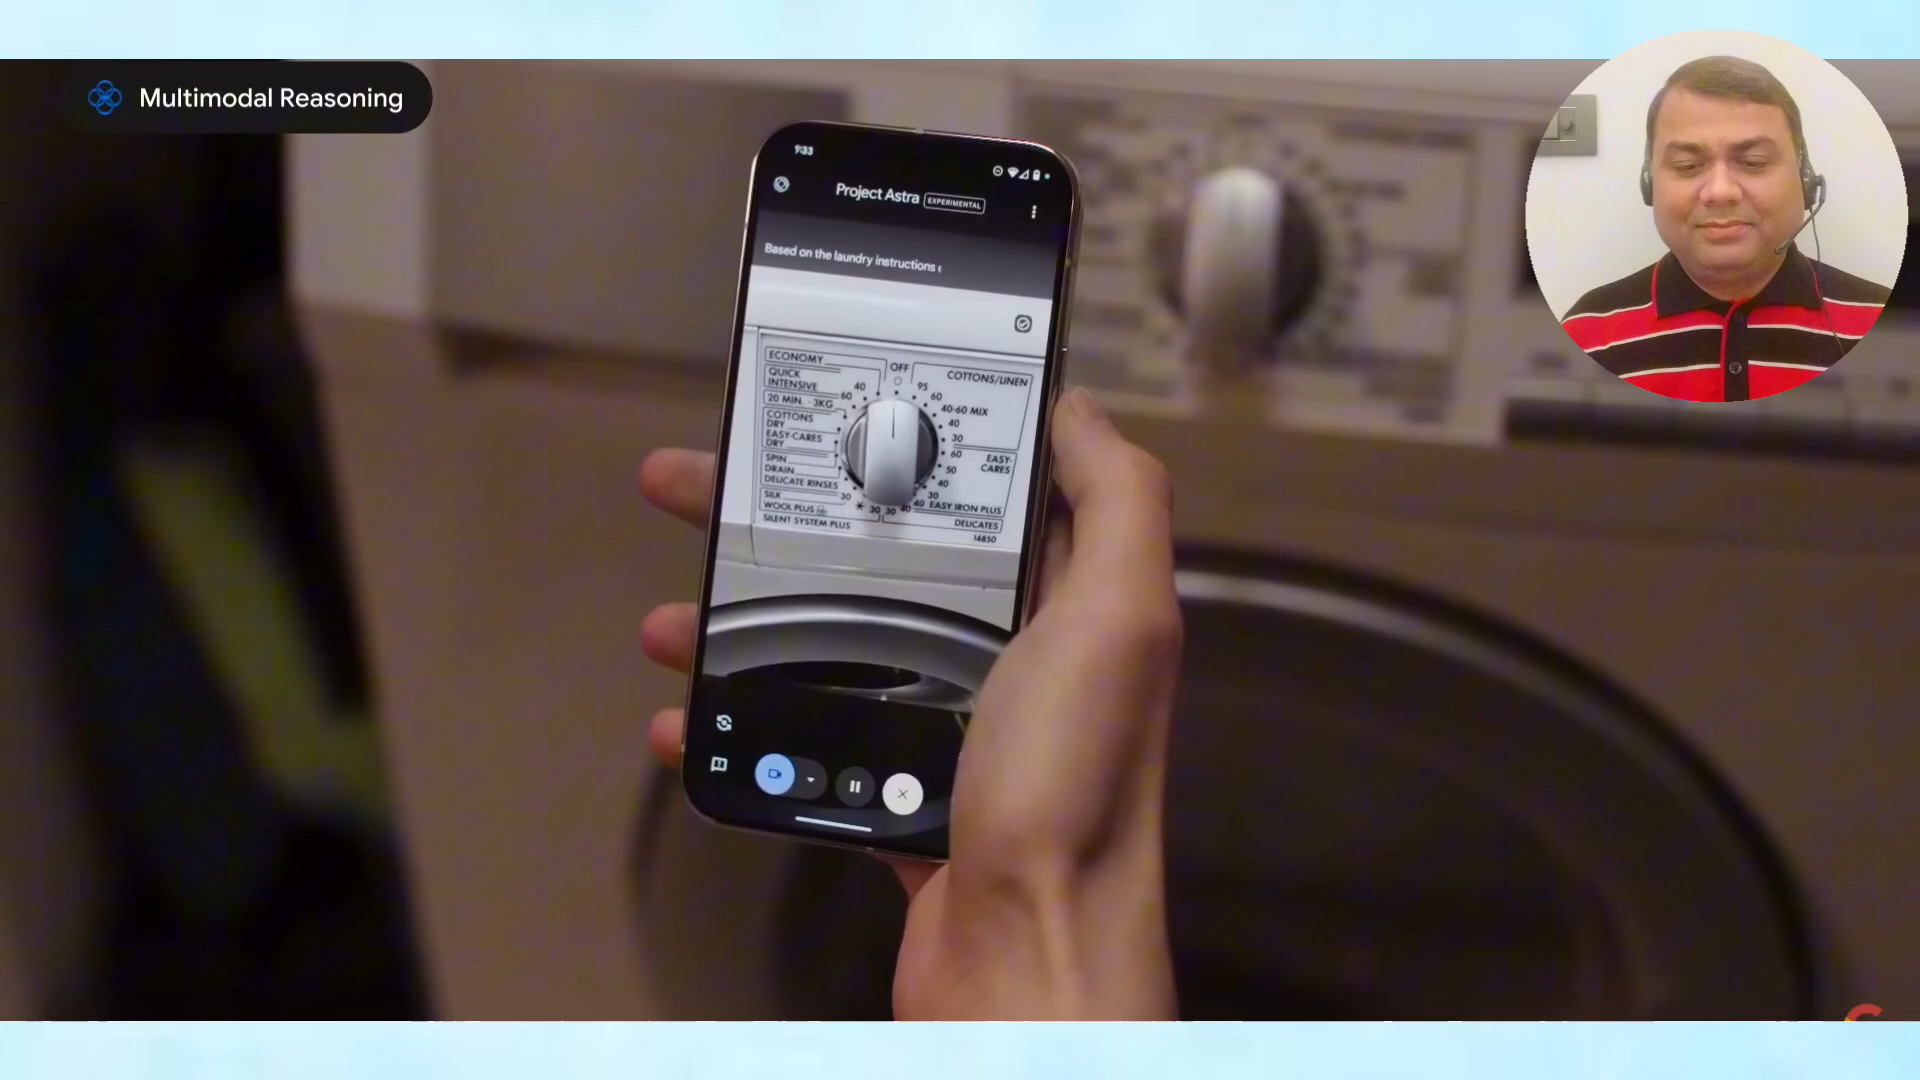 Multimodal Reasoning
9:33
Project Astra EXPERIMENTAL
Based on the laundry instructions
ECONOMY
QUICK
INTENSIVE
20 MIN. - 3KG
COTTONS
DRY
EASY-CARES
DRY
SPIN
DRAIN
DELICATE RINSES
SILK
WOOL PLUS
SILENT SYSTEM PLUS
40
60
30
30
OFF
COTTONS/LINEN
95
60
40-60 MIX
40
30
60
EASY-
CARES
50
40
30
40 EASY IRON PLUS
30
40
DELICATES
14850